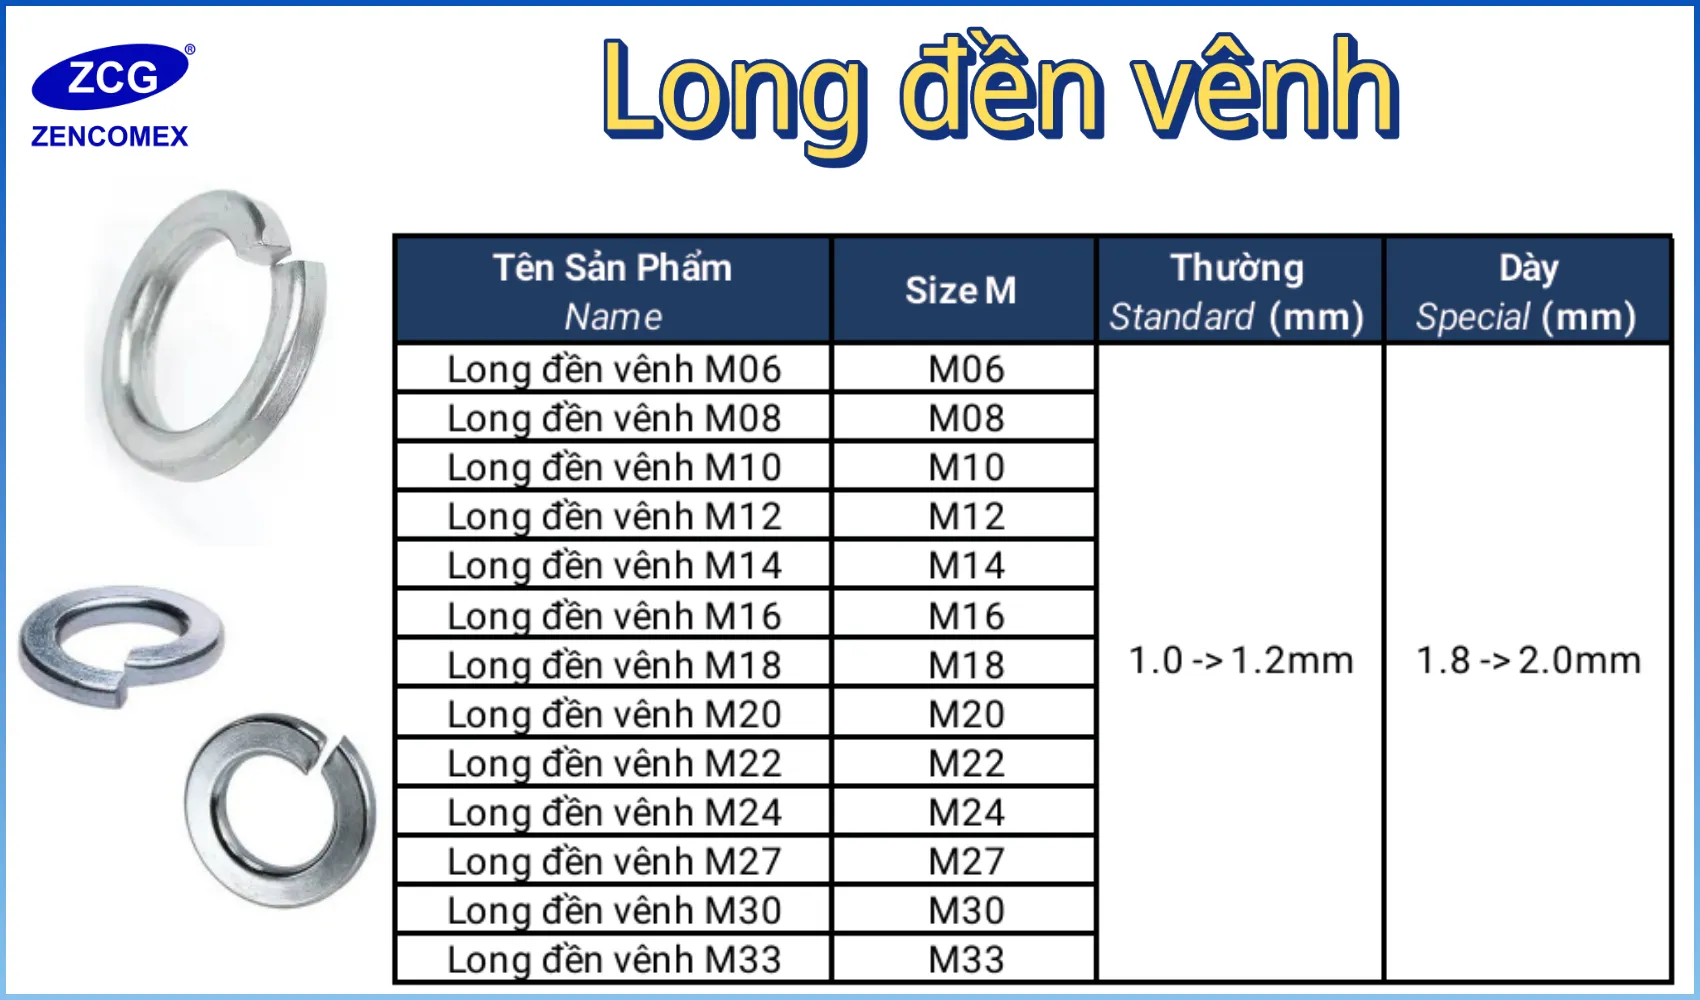 ZCG®
ZENCOMEX
Long đền vênh
Tên Sản Phẩm Size M Thường Dày
Name Standard (mm) Special (mm)
Long đền vênh M06 M06
Long đền vênh M08 M08
Long đền vênh M10 M10
Long đền vênh M12 M12
Long đền vênh M14 M14
Long đền vênh M16 M16
Long đền vênh M18 M18
1.0 -> 1.2mm 1.8 -> 2.0mm
Long đền vênh M20 M20
Long đền vênh M22 M22
Long đền vênh M24 M24
Long đền vênh M27 M27
Long đền vênh M30 M30
Long đền vênh M33 M33